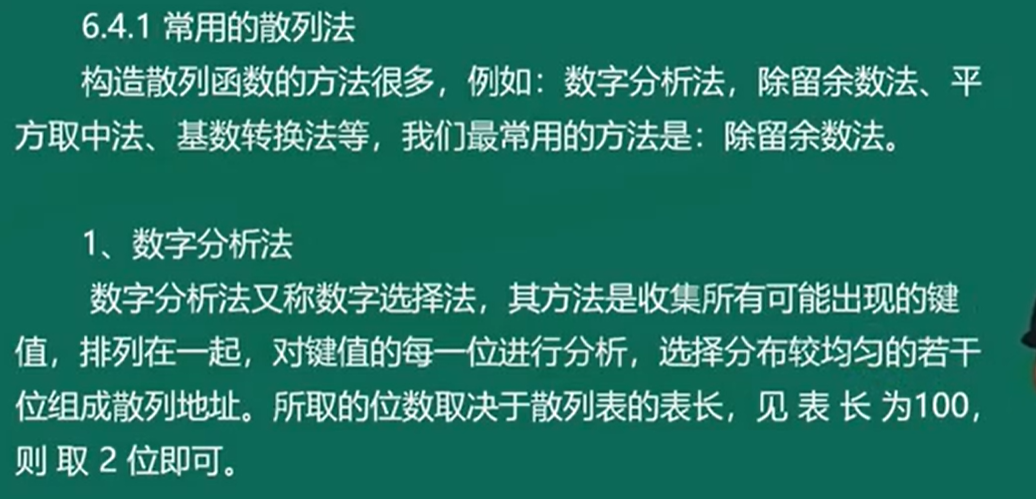 6.4.1 常用的散列法
构造散列函数的方法很多，例如：数字分析法，除留余数法、平
方取中法、基数转换法等，我们最常用的方法是：除留余数法。
1、数字分析法
数字分析法又称数字选择法，其方法是收集所有可能出现的键
值，排列在一起，对键值的每一位进行分析，选择分布较均匀的若干
位组成散列地址。所取的位数取决于散列表的表长，见 表 长 为100，
则 取 2 位即可。